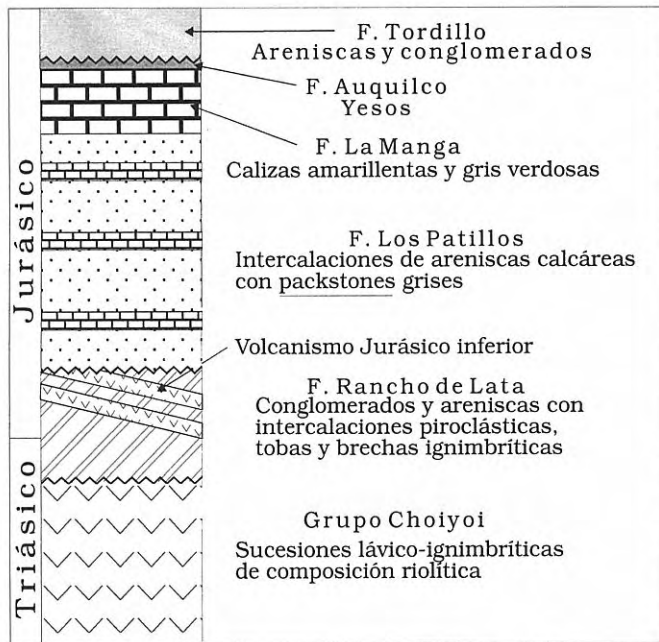 F. Tordillo
Areniscas y conglomerados
F. Auquilco
Yesos
F. La Manga
Calizas amarillentas y gris verdosas
F. Los Patillos
Intercalaciones de areniscas calcáreas
con packstones grises
Volcanismo Jurásico inferior
F. Rancho de Lata
Conglomerados y areniscas con
intercalaciones piroclásticas,
tobas y brechas ignimbríticas
Grupo Choiyoi
Sucesiones lávico-ignimbríticas
de composición riolítica
Jurásico
Triásico